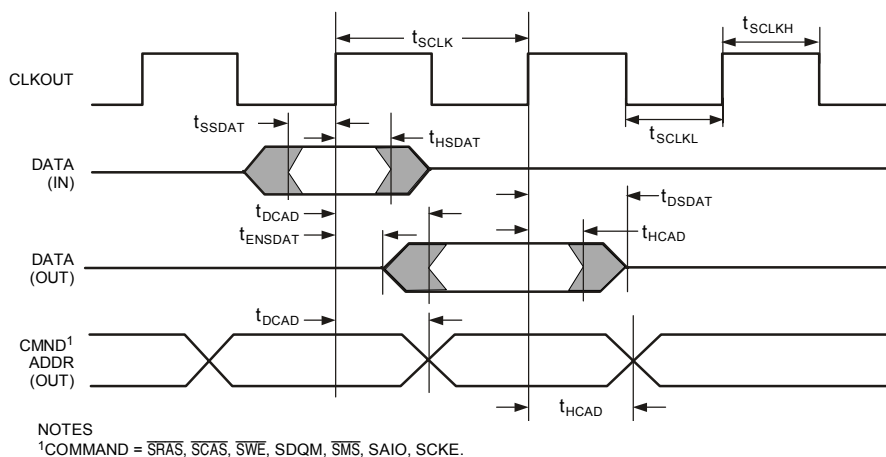 tSCLK
tSCLKH
CLKOUT
tSSDAT
tHSDAT
tSCLKL
DATA
(IN)
tDCAD
tDSDAT
tENSDAT
tHCAD
DATA
(OUT)
tDCAD
CMND1
ADDR
(OUT)
tHCAD
NOTES
1COMMAND = SRAS, SCAS, SWE, SDQM, SMS, SAIO, SCKE.